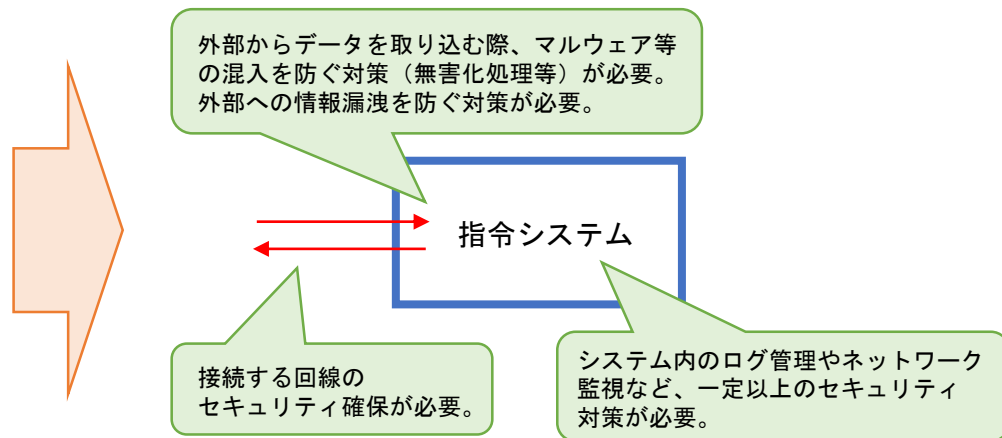 外部からデータを取り込む際、マルウェア等
の混入を防ぐ対策（無害化処理等）が必要。
外部への情報漏洩を防ぐ対策が必要。
指令システム
接続する回線の
セキュリティ確保が必要。
システム内のログ管理やネットワーク
監視など、一定以上のセキュリティ
対策が必要。